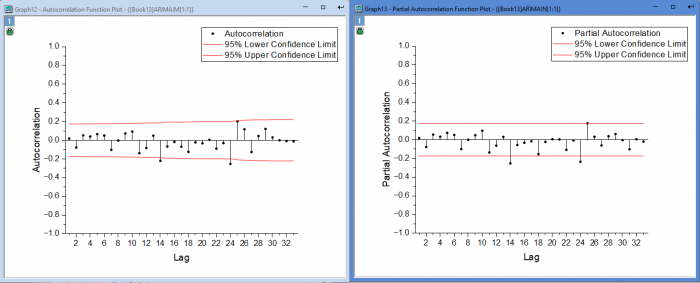 Graph12 - Autocorrelation Function Plot - [[Book13]ARIMA!M[1:1]]
1
Autocorrelation
95% Lower Confidence Limit
95% Upper Confidence Limit
1.0
0.8
0.6
0.4
0.2
0.0
-0.2
-0.4
-0.6
-0.8
-1.0
Autocorrelation
2 4 6 8 10 12 14 16 18 20 22 24 26 28 30 32
Lag
Graph13 - Partial Autocorrelation Function Plot - [[Book13]ARIMA!N[1:1]]
1
Partial Autocorrelation
95% Lower Confidence Limit
95% Upper Confidence Limit
1.0
0.8
0.6
0.4
0.2
0.0
-0.2
-0.4
-0.6
-0.8
-1.0
Partial Autocorrelation
2 4 6 8 10 12 14 16 18 20 22 24 26 28 30 32
Lag